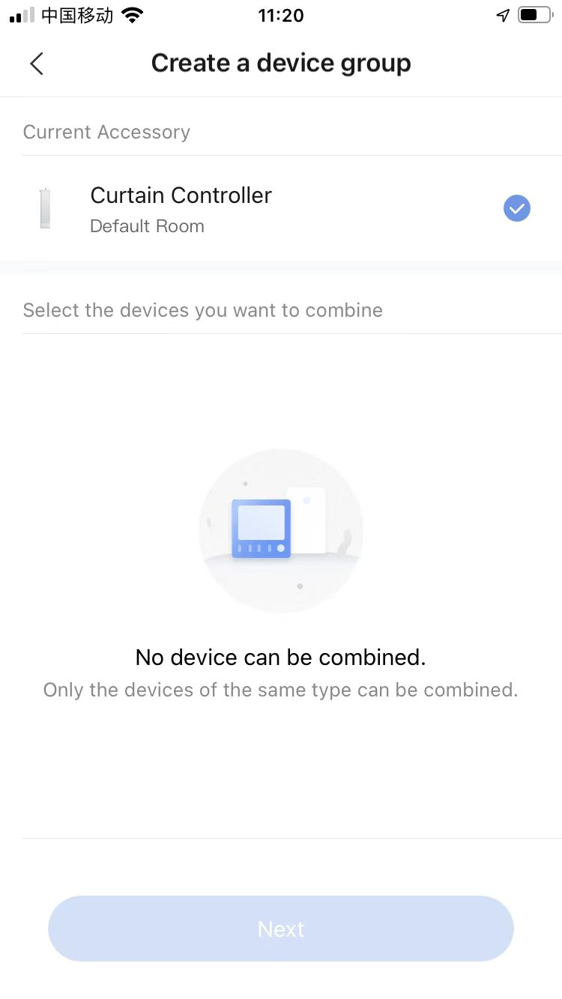 中国移动
11:20
Create a device group
Current Accessory
Curtain Controller
Default Room
Select the devices you want to combine
No device can be combined.
Only the devices of the same type can be combined.
Next